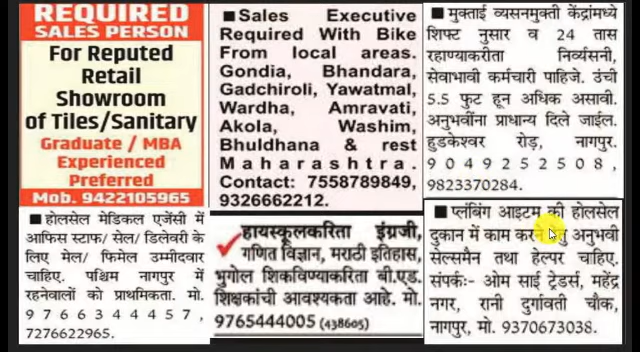 REQUIRED
SALES PERSON
For Reputed
Retail
Showroom
of Tiles/Sanitary
Graduate / MBA
Experienced
Preferred
Mob. 9422105965
■ होलसेल मेडिकल एजेंसी में
आफिस स्टाफ/ सेल/ डिलेवरी के
लिए मेल/ फिमेल उम्मीदवार
चाहिए. पश्चिम नागपुर में
रहनेवालों को प्राथमिकता. मो.
9766344457,
7276622965.
■ Sales Executive
Required With Bike
From local areas.
Gondia, Bhandara,
Gadchiroli, Yawatmal,
Wardha, Amravati,
Akola, Washim,
Bhuldhana & rest
Maharashtra.
Contact: 7558789849,
9326662212.
हायस्कूलकरिता इंग्रजी,
गणित विज्ञान, मराठी इतिहास,
भुगोल शिकविण्याकरिता बी.एड.
शिक्षकांची आवश्यकता आहे. मो.
9765444005 (438605)
■ मुक्ताई व्यसनमुक्ती केंद्रांमध्ये
शिफ्ट नुसार व 24 तास
रहाण्याकरीता निर्व्यसनी,
सेवाभावी कर्मचारी पाहिजे. उंची
5.5 फुट हून अधिक असावी.
अनुभवींना प्राधान्य दिले जाईल.
हुडकेश्वर रोड़, नागपूर.
9049252508,
9823370284.
■ प्लंबिंग आइटम की होलसेल
दुकान में काम करने हेतु अनुभवी
सेल्समैन तथा हेल्पर चाहिए.
संपर्कः- ओम साई ट्रेडर्स, महेंद्र
नगर, रानी दुर्गावती चौक,
नागपुर, मो. 9370673038.